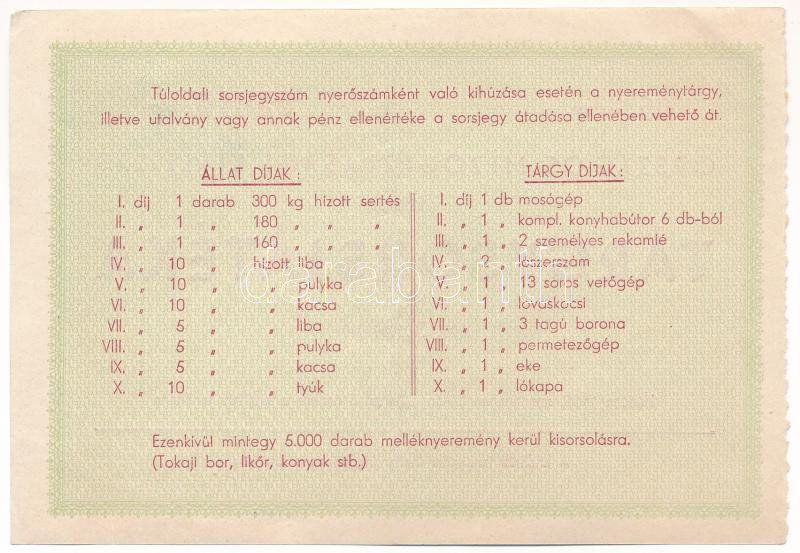 Túloldali sorsjegyszám nyerőszámként való kihúzása esetén a nyereménytárgy,
illetve utalvány vagy annak pénz ellenértéke a sorsjegy átadása ellenében vehető át.
ÁLLAT DÍJAK:
I. díj 1 darab 300 kg hízott sertés
II. „ 1 „ 180 „ „ „
III. „ 1 „ 160 „ „ „
IV. „ 10 „ hízott liba
V. „ 10 „ „ pulyka
VI. „ 10 „ „ kacsa
VII. „ 5 „ „ liba
VIII. „ 5 „ „ pulyka
IX. „ 5 „ „ kacsa
X. „ 10 „ „ tyúk
TÁRGY DÍJAK:
I. díj 1 db mosógép
II. „ 1 „ kompl. konyhabútor 6 db-ból
III. „ 1 „ 2 személyes rekamié
IV. „ 2 „ lószerszám
V. „ 1 „ 13 soros vetőgép
VI. „ 1 „ lovaskocsi
VII. „ 1 „ 3 tagú borona
VIII. „ 1 „ permetezőgép
IX. „ 1 „ eke
X. „ 1 „ lókapa
Ezenkívül mintegy 5.000 darab melléknyeremény kerül kisorsolásra.
(Tokaji bor, likőr, konyak stb.)
darabanth